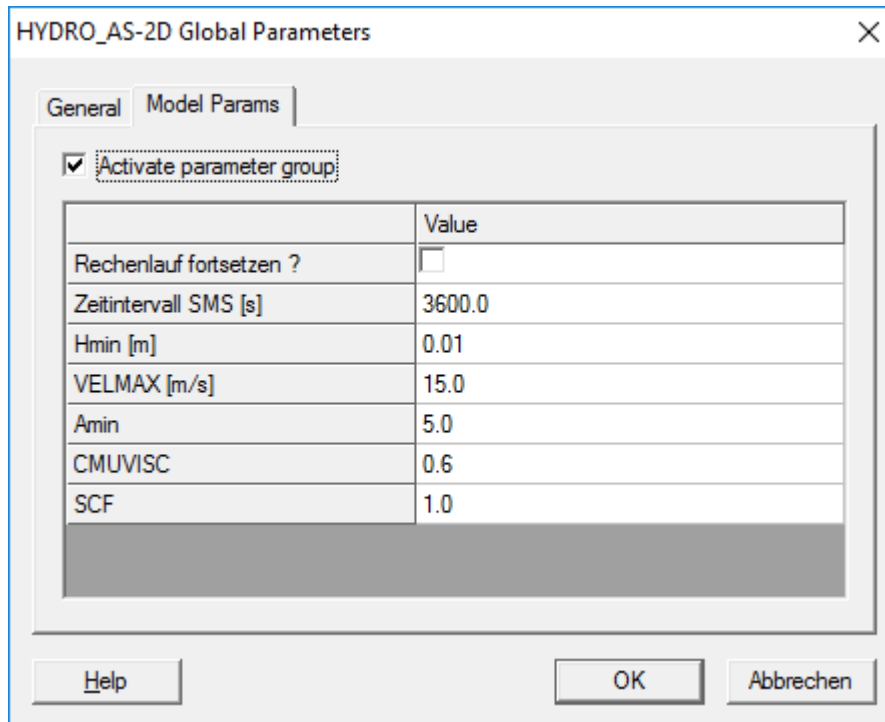 HYDRO_AS-2D Global Parameters
General Model Params
Activate parameter group
Value
Rechenlauf fortsetzen ?
Zeitintervall SMS [s] 3600.0
Hmin [m] 0.01
VELMAX [m/s] 15.0
Amin 5.0
CMUVISC 0.6
SCF 1.0
Help OK Abbrechen